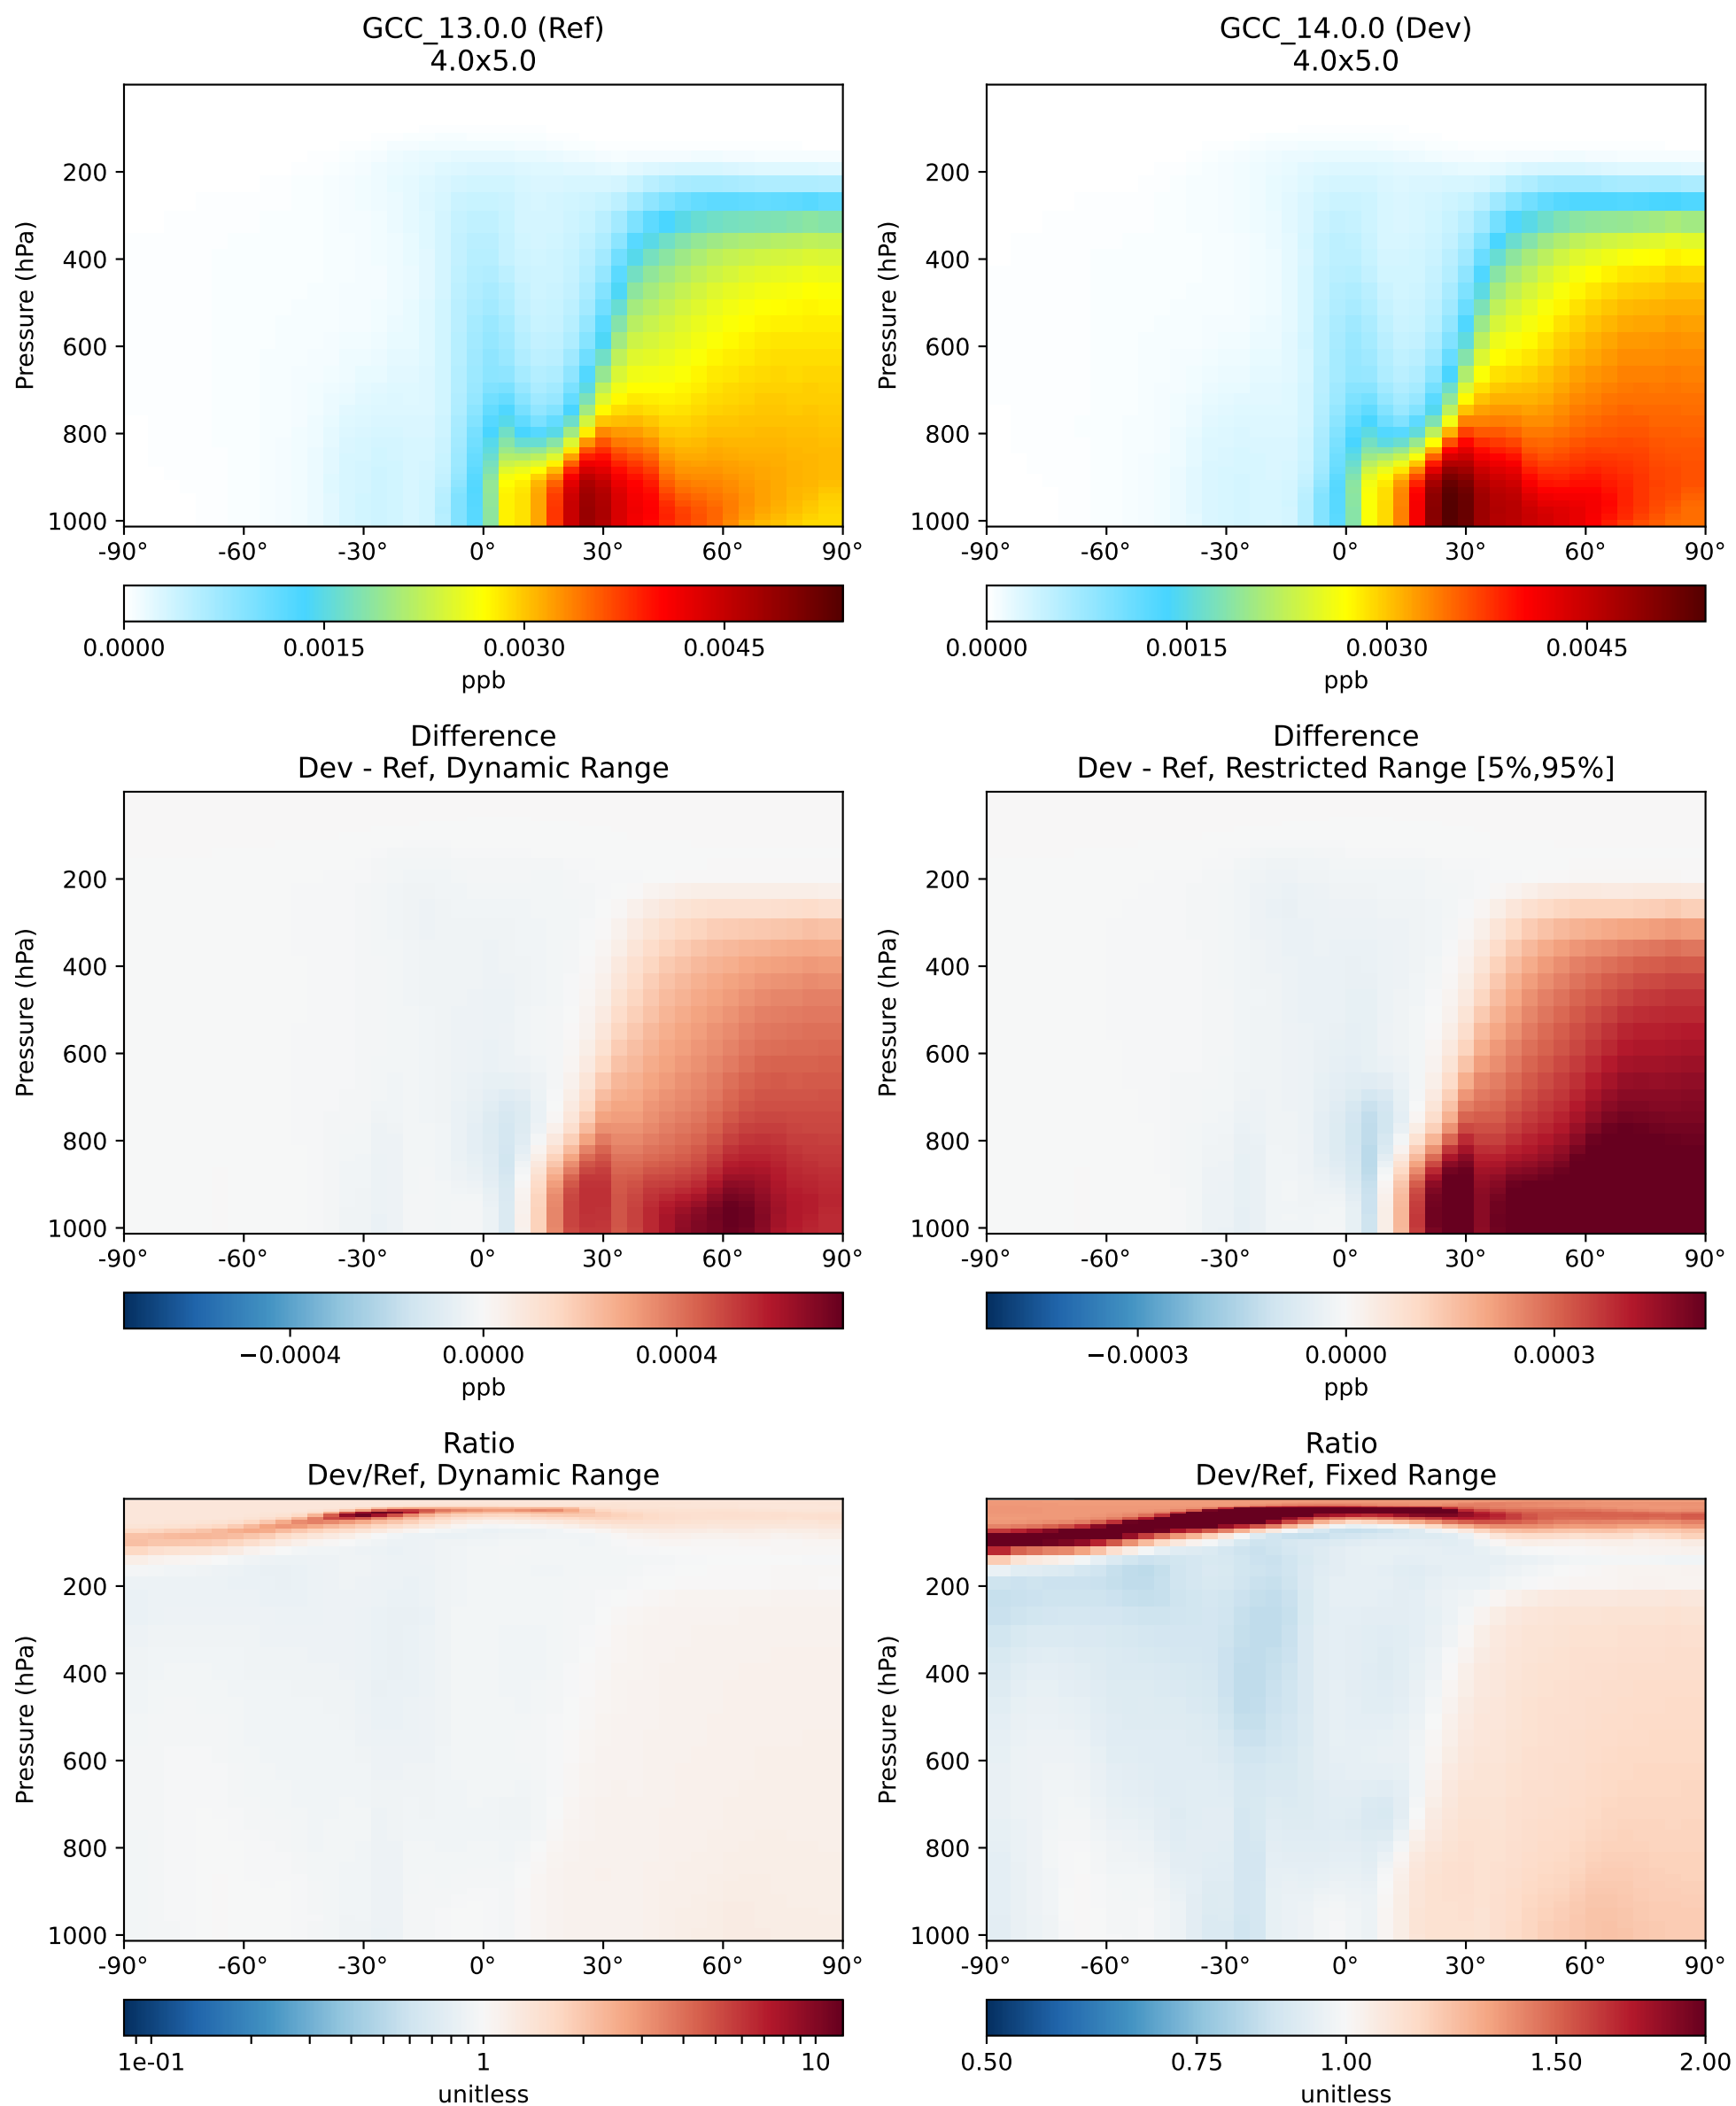 GCC_13.0.0 (Ref)
4.0x5.0
Pressure (hPa)
200
400
600
800
1000
-90° -60° -30° 0° 30° 60° 90°
0.0000 0.0015 0.0030 0.0045
ppb
GCC_14.0.0 (Dev)
4.0x5.0
Pressure (hPa)
200
400
600
800
1000
-90° -60° -30° 0° 30° 60° 90°
0.0000 0.0015 0.0030 0.0045
ppb
Difference
Dev - Ref, Dynamic Range
Pressure (hPa)
200
400
600
800
1000
-90° -60° -30° 0° 30° 60° 90°
−0.0004 0.0000 0.0004
ppb
Difference
Dev - Ref, Restricted Range [5%,95%]
Pressure (hPa)
200
400
600
800
1000
-90° -60° -30° 0° 30° 60° 90°
−0.0003 0.0000 0.0003
ppb
Ratio
Dev/Ref, Dynamic Range
Pressure (hPa)
200
400
600
800
1000
-90° -60° -30° 0° 30° 60° 90°
1e-01 1 10
unitless
Ratio
Dev/Ref, Fixed Range
Pressure (hPa)
200
400
600
800
1000
-90° -60° -30° 0° 30° 60° 90°
0.50 0.75 1.00 1.50 2.00
unitless